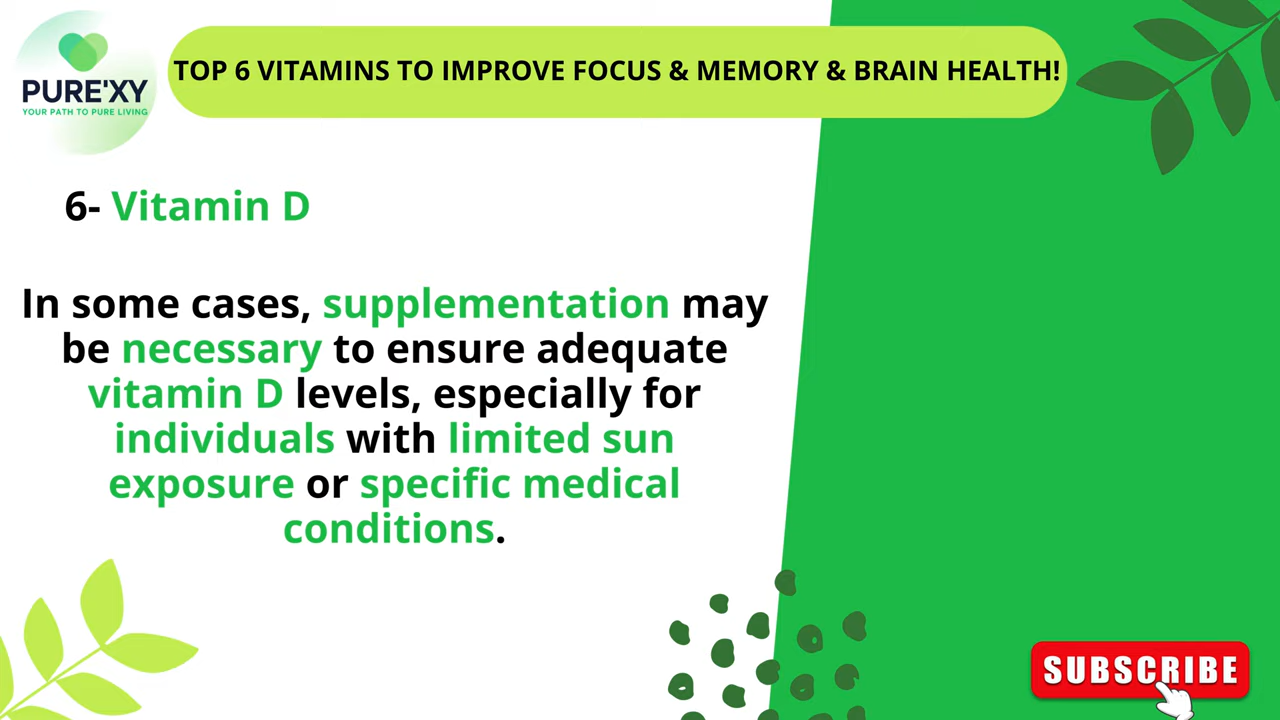 PURE'XY
YOUR PATH TO PURE LIVING
TOP 6 VITAMINS TO IMPROVE FOCUS & MEMORY & BRAIN HEALTH!
6- Vitamin D
In some cases, supplementation may
be necessary to ensure adequate
vitamin D levels, especially for
individuals with limited sun
exposure or specific medical
conditions.
SUBSCRIBE